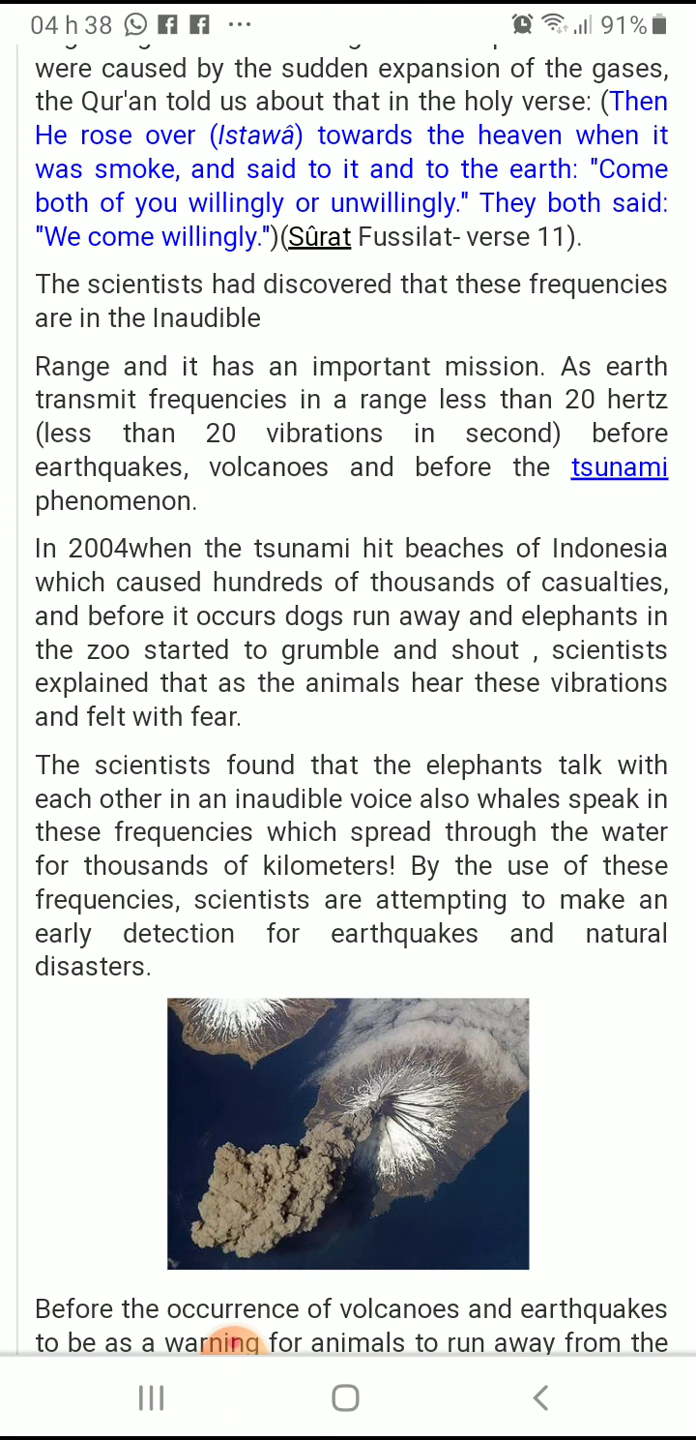 04 h 38 ... 91%
were caused by the sudden expansion of the gases,
the Qur'an told us about that in the holy verse: (Then
He rose over (Istawâ) towards the heaven when it
was smoke, and said to it and to the earth: "Come
both of you willingly or unwillingly." They both said:
"We come willingly.")(Sûrat Fussilat- verse 11).
The scientists had discovered that these frequencies
are in the Inaudible
Range and it has an important mission. As earth
transmit frequencies in a range less than 20 hertz
(less than 20 vibrations in second) before
earthquakes, volcanoes and before the tsunami
phenomenon.
In 2004when the tsunami hit beaches of Indonesia
which caused hundreds of thousands of casualties,
and before it occurs dogs run away and elephants in
the zoo started to grumble and shout , scientists
explained that as the animals hear these vibrations
and felt with fear.
The scientists found that the elephants talk with
each other in an inaudible voice also whales speak in
these frequencies which spread through the water
for thousands of kilometers! By the use of these
frequencies, scientists are attempting to make an
early detection for earthquakes and natural
disasters.
Before the occurrence of volcanoes and earthquakes
to be as a warning for animals to run away from the